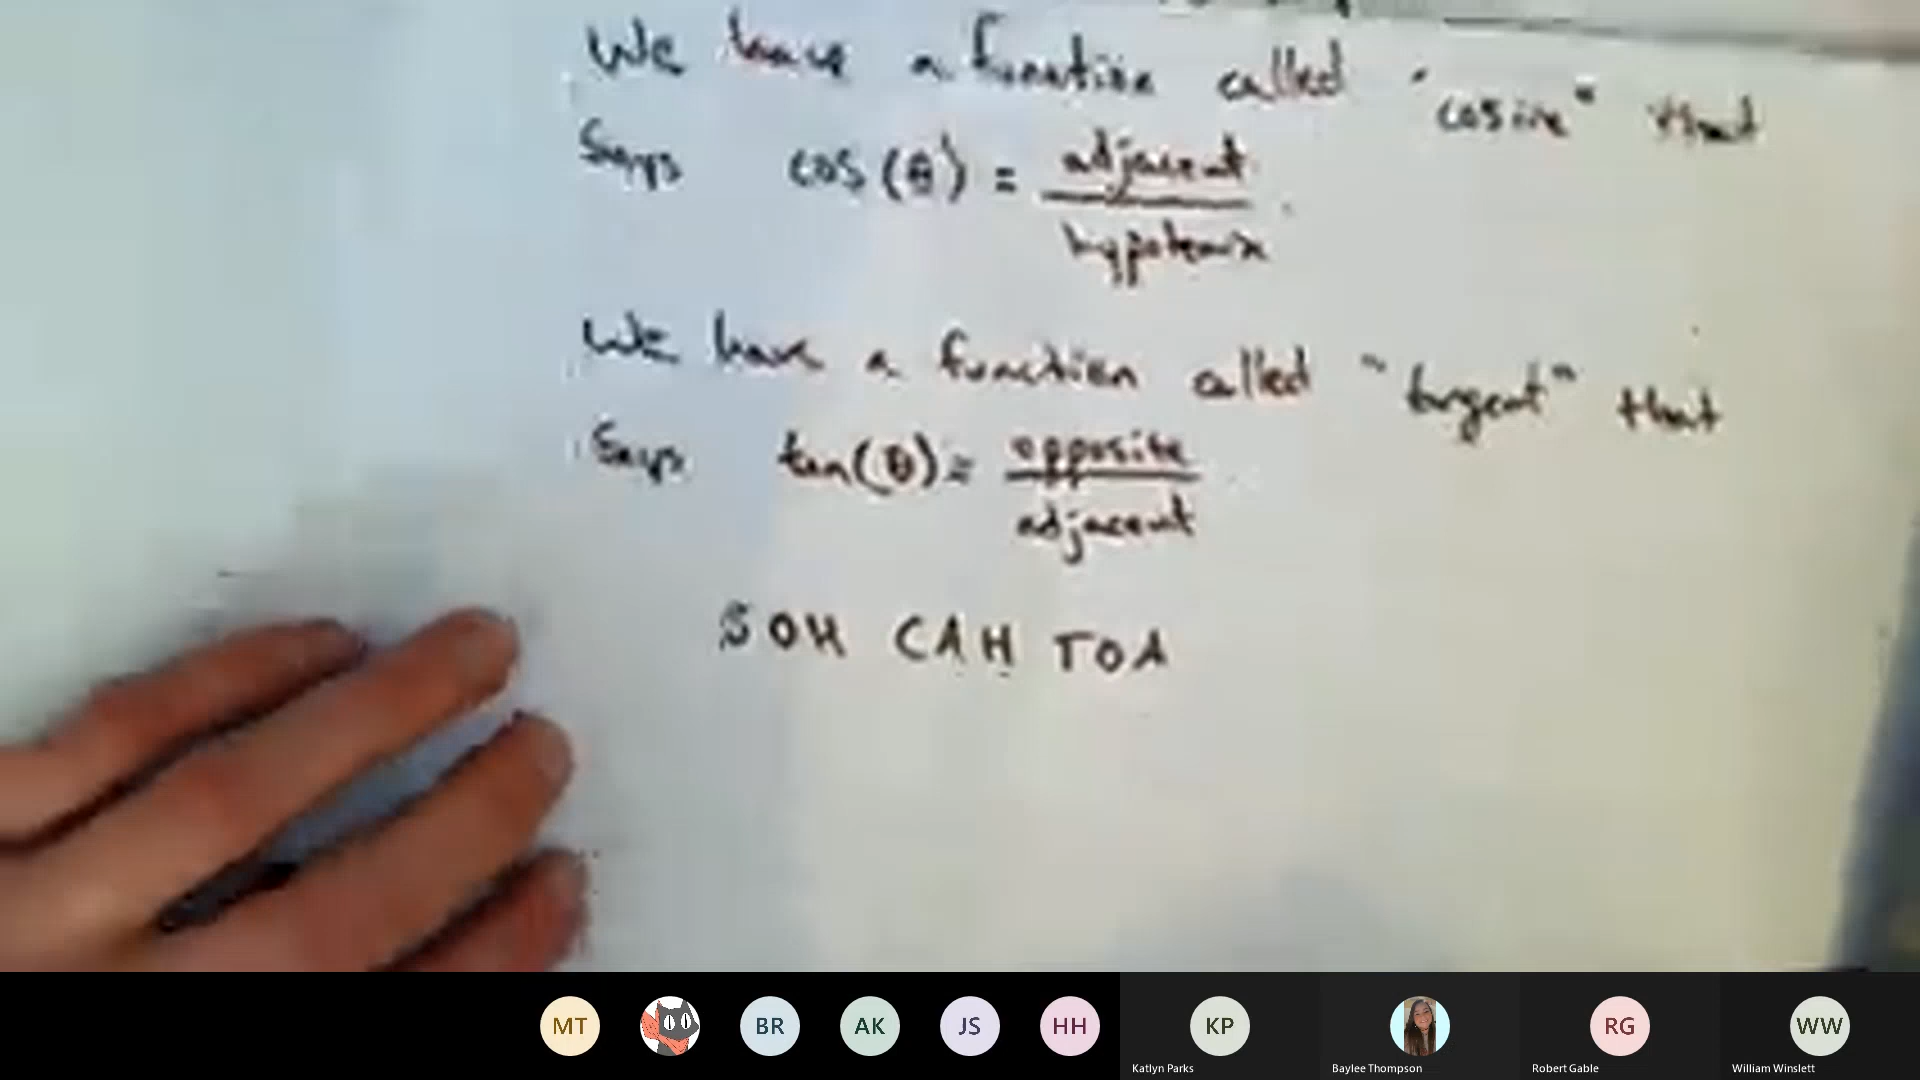 We have a function called "cosine" that
says cos(θ) = adjacent
hypotenuse
We have a function called "tangent" that
Says tan(θ) = opposite
adjacent
SOH CAH TOA
MT
BR
AK
JS
HH
KP
RG
WW
Katlyn Parks
Baylee Thompson
Robert Gable
William Winslett